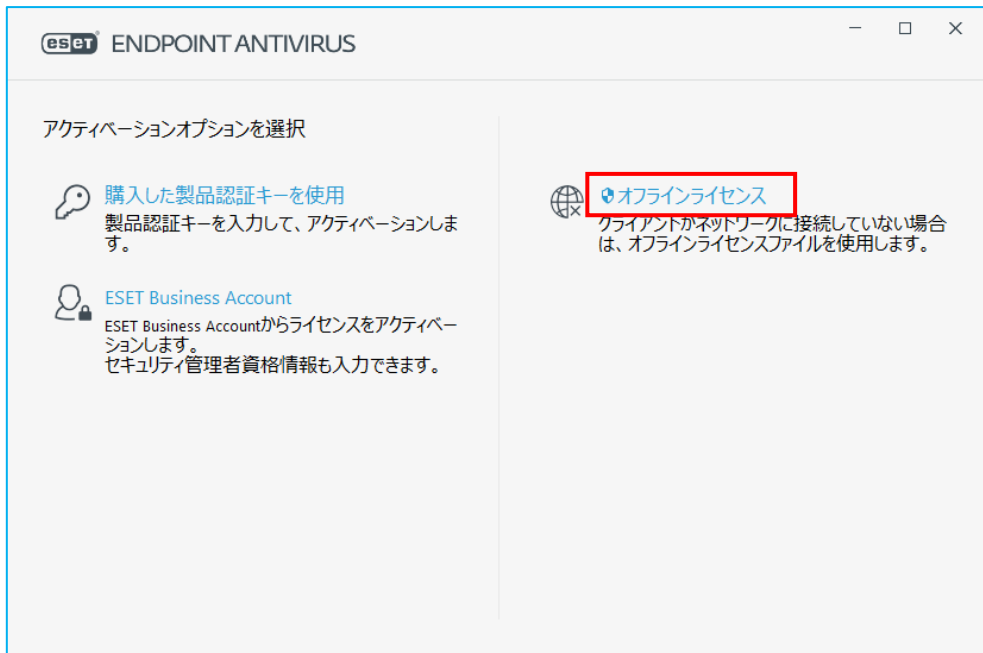 eseT ENDPOINT ANTIVIRUS
アクティベーションオプションを選択
購入した製品認証キーを使用
製品認証キーを入力して、アクティベーションしま
す。
ESET Business Account
ESET Business Accountからライセンスをアクティベー
ションします。
セキュリティ管理者資格情報も入力できます。
オフラインライセンス
クライアントがネットワークに接続していない場合
は、オフラインライセンスファイルを使用します。